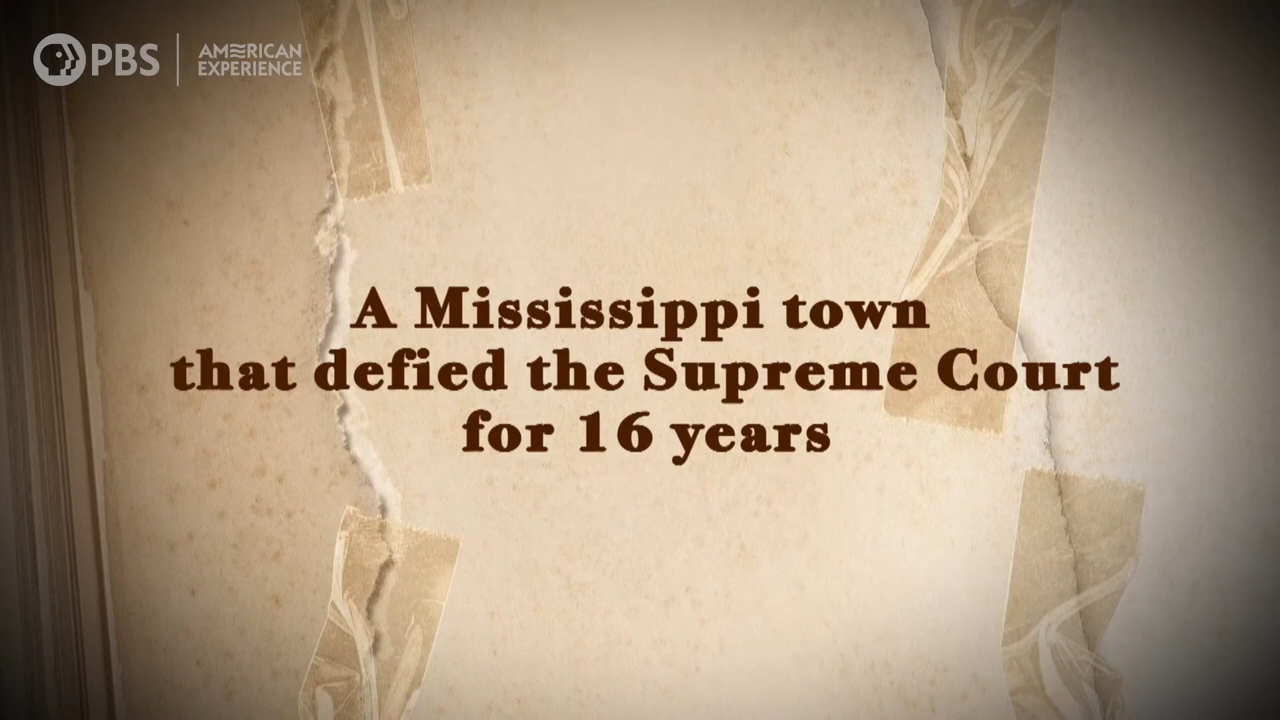 PBS
AMERICAN
EXPERIENCE
A Mississippi town
that defied the Supreme Court
for 16 years